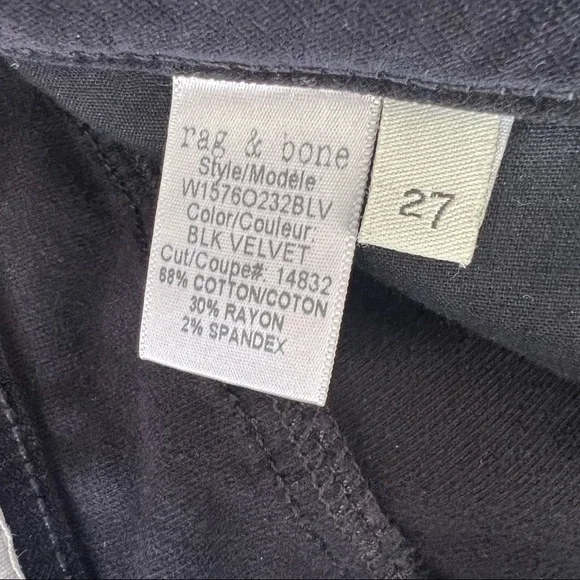 rag & bone
Style/Modèle
W1576O232BLV
Color/Couleur:
BLK VELVET
Cut/Coupe#: 14832
68% COTTON/COTON
30% RAYON
2% SPANDEX
27